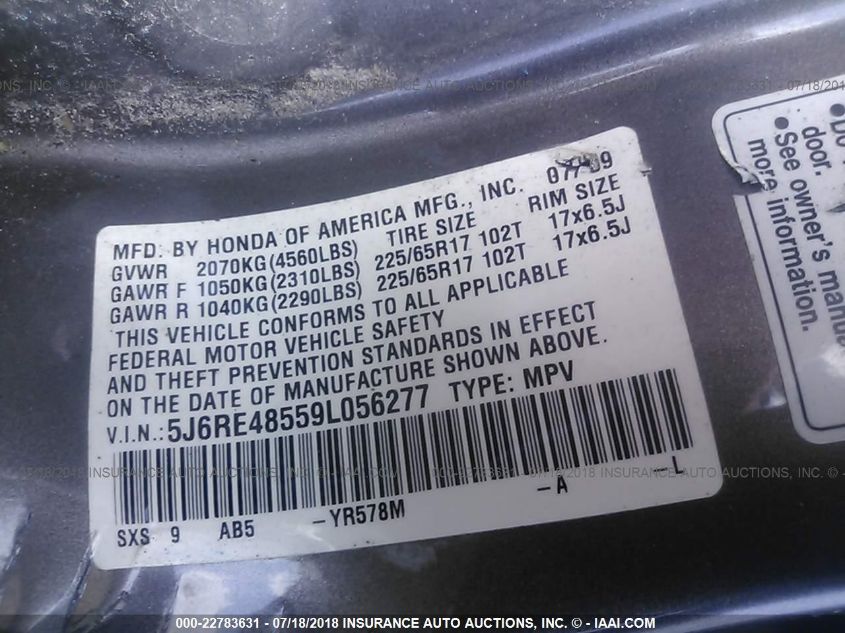 MFD. BY HONDA OF AMERICA MFG., INC. 07/09
GVWR 2070KG(4560LBS) TIRE SIZE RIM SIZE
GAWR F 1050KG(2310LBS) 225/65R17 102T 17x6.5J
GAWR R 1040KG(2290LBS) 225/65R17 102T 17x6.5J
THIS VEHICLE CONFORMS TO ALL APPLICABLE
FEDERAL MOTOR VEHICLE SAFETY
AND THEFT PREVENTION STANDARDS IN EFFECT
ON THE DATE OF MANUFACTURE SHOWN ABOVE.
V.I.N.: 5J6RE48559L056277 TYPE: MPV
SXS 9 AB5 -YR578M -A -L
door.
See owner's manua
more information.
000-22783631 - 07/18/2018 INSURANCE AUTO AUCTIONS, INC. © - IAAI.COM